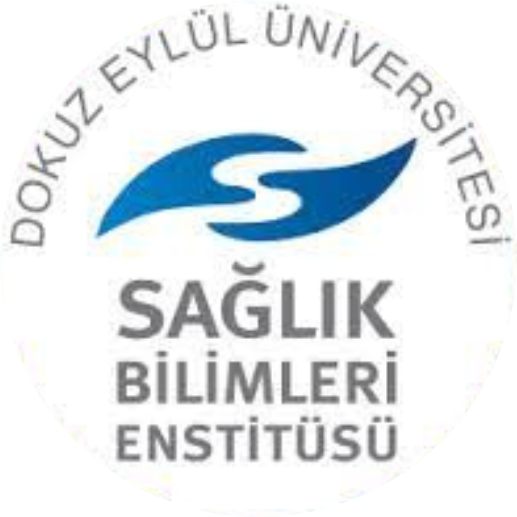 DOKUZ EYLÜL ÜNİVERSİTESİ
SAĞLIK
BİLİMLERİ
ENSTİTÜSÜ